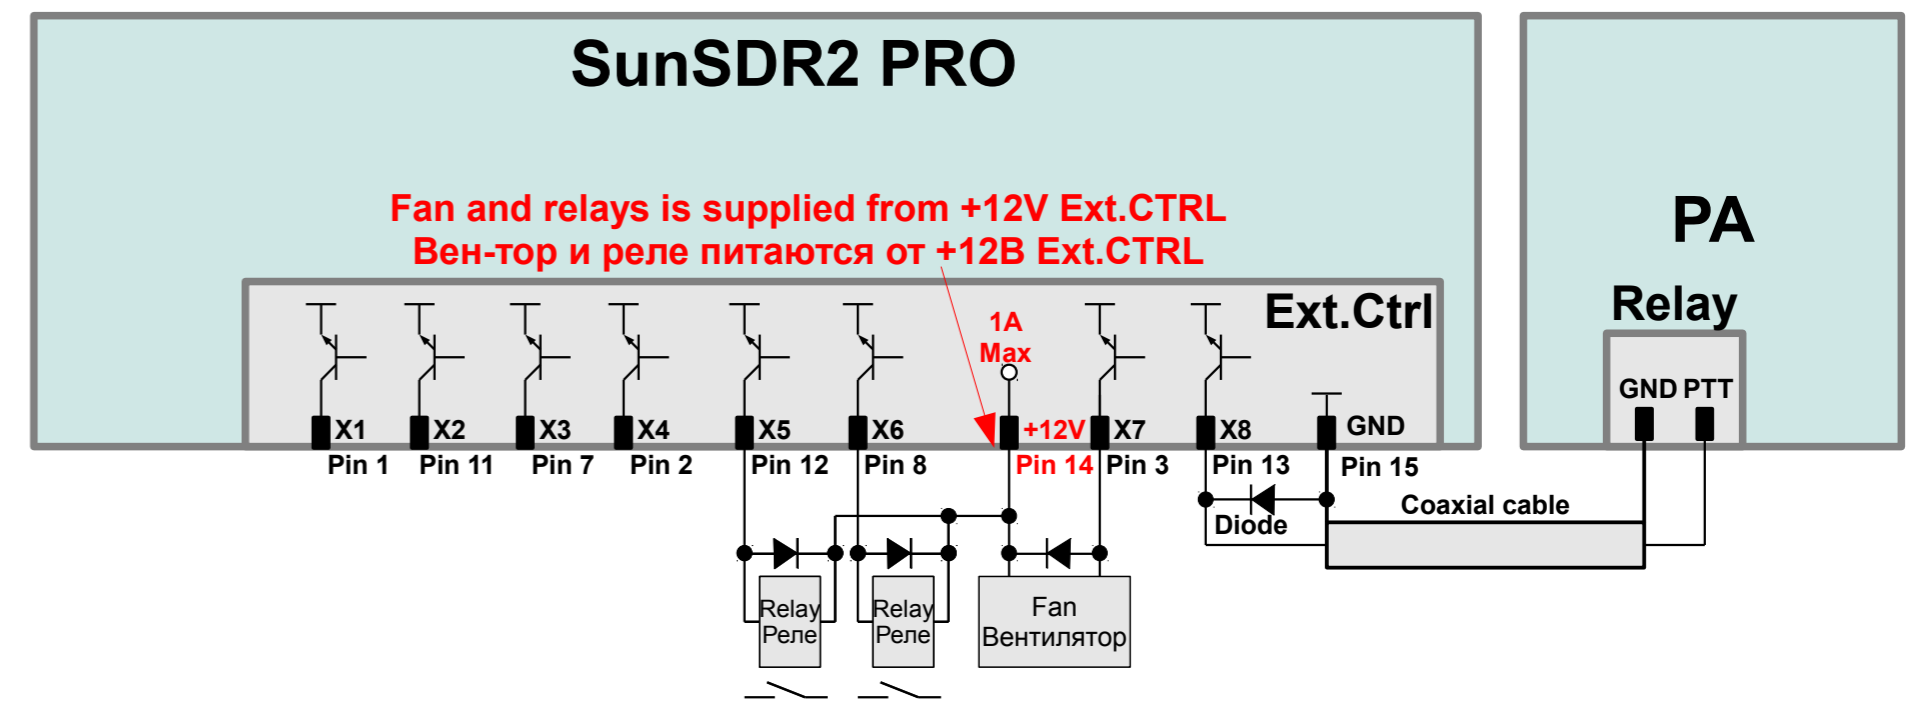 SunSDR2 PRO
Fan and relays is supplied from +12V Ext.CTRL
Вен-тор и реле питаются от +12В Ext.CTRL
PA
Relay
GND PTT
Ext.Ctrl
1A
Max
X1
X2
X3
X4
X5
X6
+12V
X7
X8
GND
Pin 1
Pin 11
Pin 7
Pin 2
Pin 12
Pin 8
Pin 14
Pin 3
Pin 13
Pin 15
Diode
Coaxial cable
Relay
Реле
Relay
Реле
Fan
Вентилятор